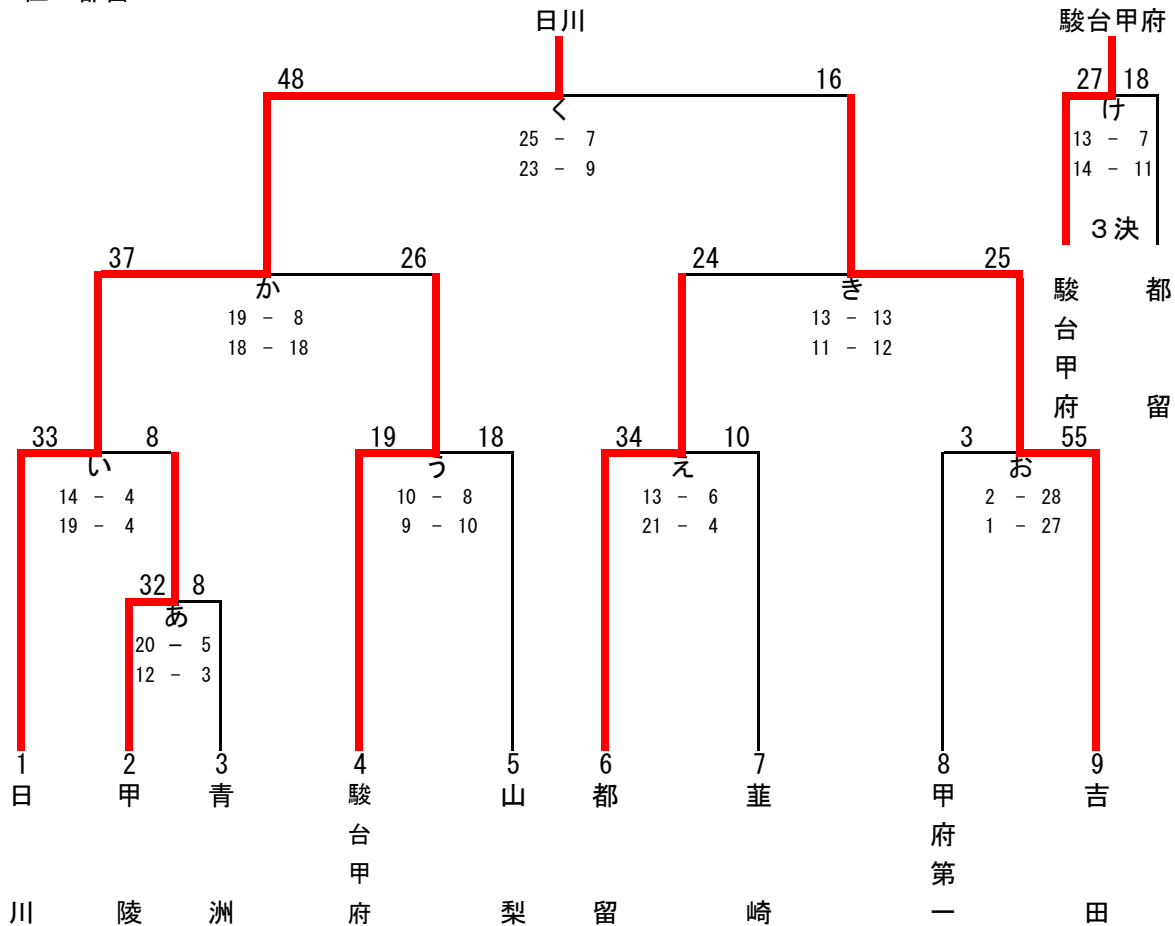 日川
駿台甲府
48
16
27
18
く
け
25 - 7
23 - 9
13 - 7
14 - 11
3決
駿台甲府
都留
37
26
24
25
か
き
19 - 8
18 - 18
13 - 13
11 - 12
33
8
19
18
34
10
3
55
い
う
え
お
14 - 4
19 - 4
10 - 8
9 - 10
13 - 6
21 - 4
2 - 28
1 - 27
32
8
あ
20 - 5
12 - 3
1
2
3
4
5
6
7
8
9
日川
甲陵
青洲
駿台甲府
山梨
都留
韮崎
甲府第一
吉田